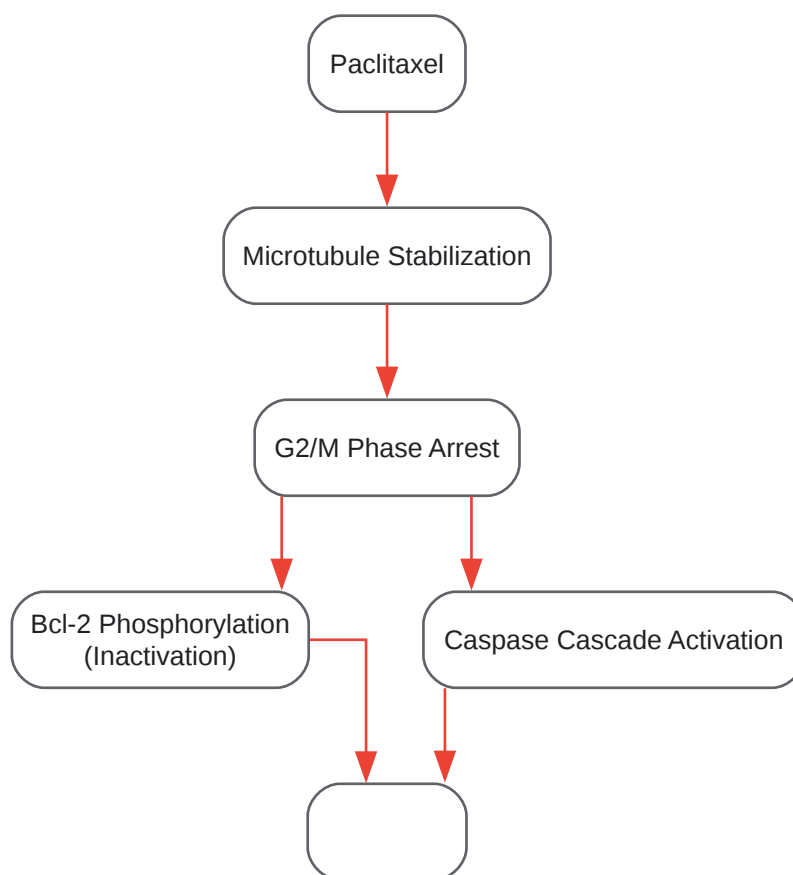 Paclitaxel
Microtubule Stabilization
G2/M Phase Arrest
Bcl-2 Phosphorylation
(Inactivation)
Caspase Cascade Activation